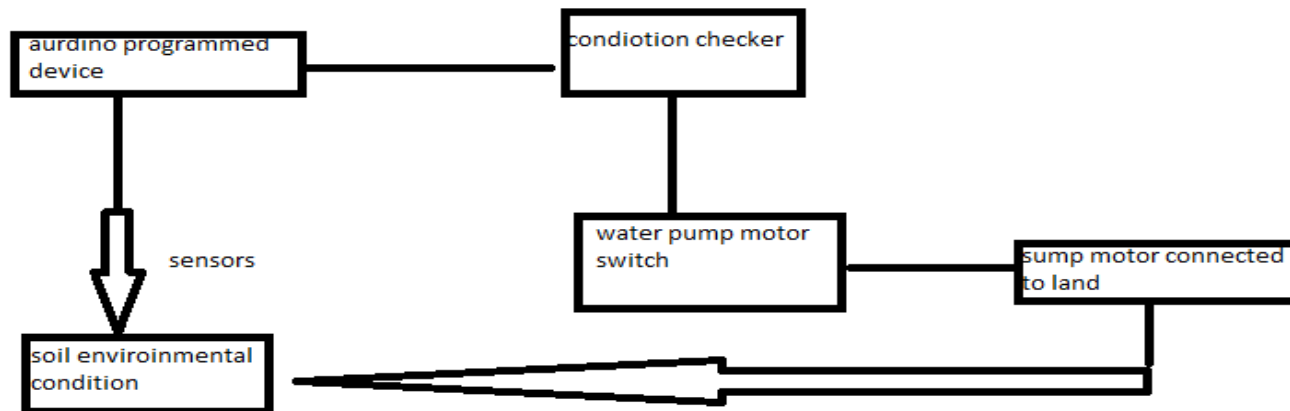 aurdino programmed
device
condiotion checker
sensors
water pump motor
switch
sump motor connected
to land
soil enviroinmental
condition